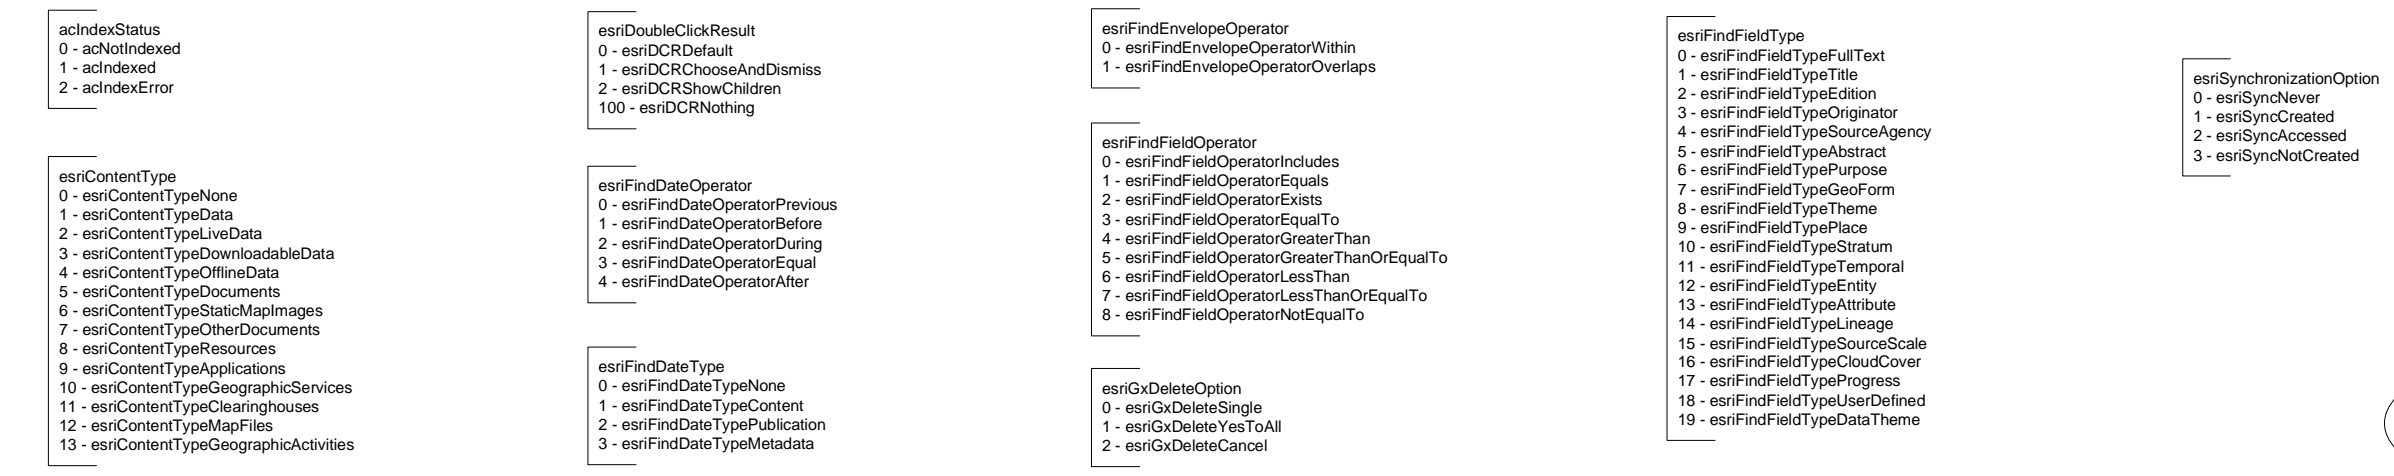 acIndexStatus
0 - acNotIndexed
1 - acIndexed
2 - acIndexError
esriContentType
0 - esriContentTypeNone
1 - esriContentTypeData
2 - esriContentTypeLiveData
3 - esriContentTypeDownloadableData
4 - esriContentTypeOfflineData
5 - esriContentTypeDocuments
6 - esriContentTypeStaticMapImages
7 - esriContentTypeOtherDocuments
8 - esriContentTypeResources
9 - esriContentTypeApplications
10 - esriContentTypeGeographicServices
11 - esriContentTypeClearinghouses
12 - esriContentTypeMapFiles
13 - esriContentTypeGeographicActivities
esriDoubleClickResult
0 - esriDCRDefault
1 - esriDCRChooseAndDismiss
2 - esriDCRShowChildren
100 - esriDCRNothing
esriFindDateOperator
0 - esriFindDateOperatorPrevious
1 - esriFindDateOperatorBefore
2 - esriFindDateOperatorDuring
3 - esriFindDateOperatorEqual
4 - esriFindDateOperatorAfter
esriFindDateType
0 - esriFindDateTypeNone
1 - esriFindDateTypeContent
2 - esriFindDateTypePublication
3 - esriFindDateTypeMetadata
esriFindEnvelopeOperator
0 - esriFindEnvelopeOperatorWithin
1 - esriFindEnvelopeOperatorOverlaps
esriFindFieldOperator
0 - esriFindFieldOperatorIncludes
1 - esriFindFieldOperatorEquals
2 - esriFindFieldOperatorExists
3 - esriFindFieldOperatorEqualTo
4 - esriFindFieldOperatorGreaterThan
5 - esriFindFieldOperatorGreaterThanOrEqualTo
6 - esriFindFieldOperatorLessThan
7 - esriFindFieldOperatorLessThanOrEqualTo
8 - esriFindFieldOperatorNotEqualTo
esriGxDeleteOption
0 - esriGxDeleteSingle
1 - esriGxDeleteYesToAll
2 - esriGxDeleteCancel
esriFindFieldType
0 - esriFindFieldTypeFullText
1 - esriFindFieldTypeTitle
2 - esriFindFieldTypeEdition
3 - esriFindFieldTypeOriginator
4 - esriFindFieldTypeSourceAgency
5 - esriFindFieldTypeAbstract
6 - esriFindFieldTypePurpose
7 - esriFindFieldTypeGeoForm
8 - esriFindFieldTypeTheme
9 - esriFindFieldTypePlace
10 - esriFindFieldTypeStratum
11 - esriFindFieldTypeTemporal
12 - esriFindFieldTypeEntity
13 - esriFindFieldTypeAttribute
14 - esriFindFieldTypeLineage
15 - esriFindFieldTypeSourceScale
16 - esriFindFieldTypeCloudCover
17 - esriFindFieldTypeProgress
18 - esriFindFieldTypeUserDefined
19 - esriFindFieldTypeDataTheme
esriSynchronizationOption
0 - esriSyncNever
1 - esriSyncCreated
2 - esriSyncAccessed
3 - esriSyncNotCreated